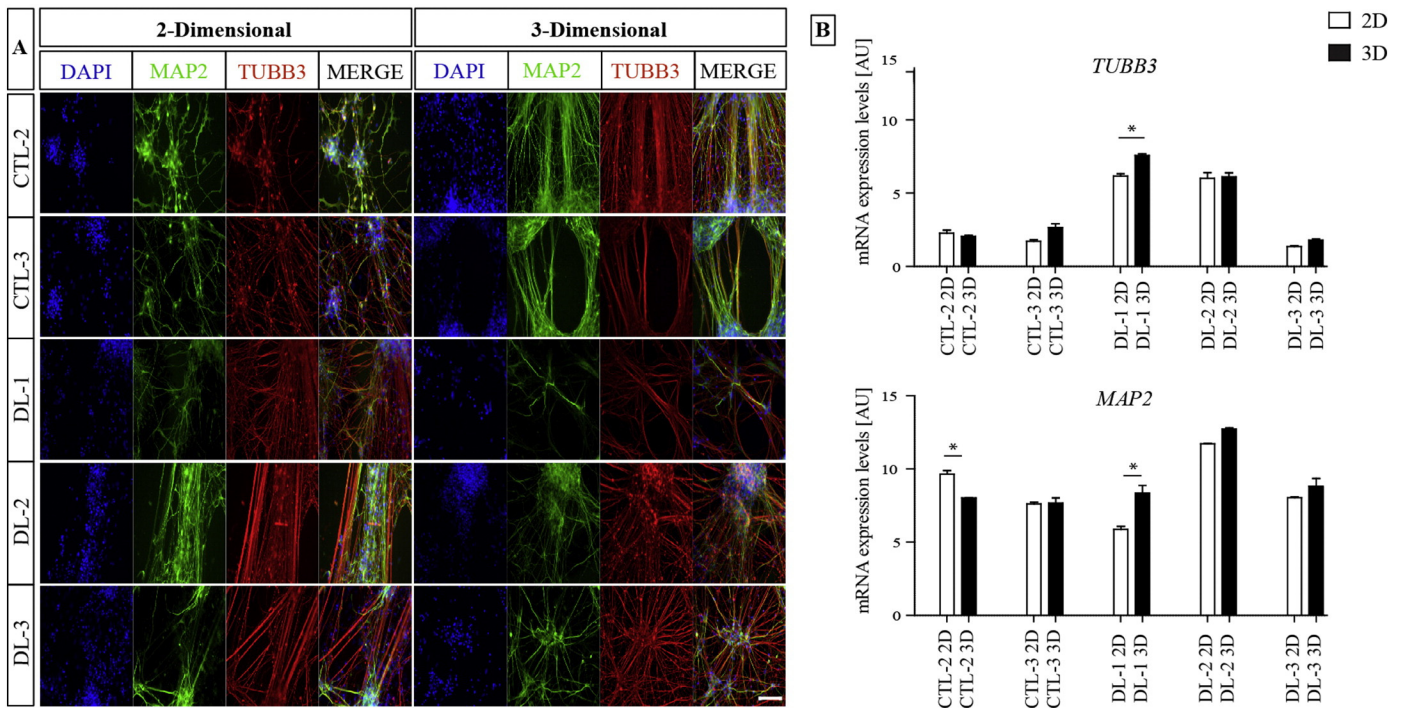 A
2-Dimensional
3-Dimensional
DAPI
MAP2
TUBB3
MERGE
DAPI
MAP2
TUBB3
MERGE
CTL-2
CTL-3
DL-1
DL-2
DL-3
B
2D
3D
TUBB3
mRNA expression levels [AU]
15
10
5
0
*
CTL-2 2D
CTL-2 3D
CTL-3 2D
CTL-3 3D
DL-1 2D
DL-1 3D
DL-2 2D
DL-2 3D
DL-3 2D
DL-3 3D
MAP2
mRNA expression levels [AU]
15
10
5
0
*
*
CTL-2 2D
CTL-2 3D
CTL-3 2D
CTL-3 3D
DL-1 2D
DL-1 3D
DL-2 2D
DL-2 3D
DL-3 2D
DL-3 3D